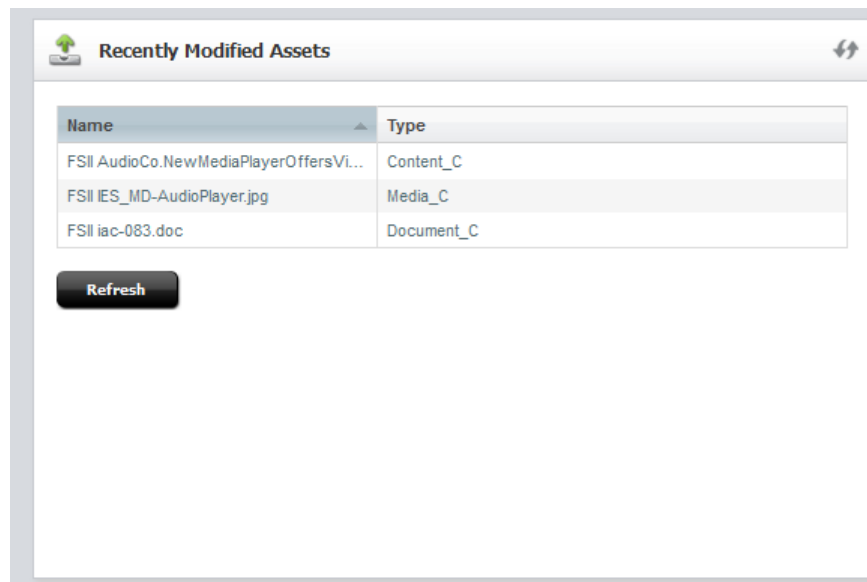 Recently Modified Assets
Name Type
FSII AudioCo.NewMediaPlayerOffersVi... Content_C
FSII IES_MD-AudioPlayer.jpg Media_C
FSII iac-083.doc Document_C
Refresh